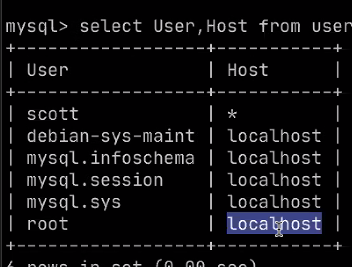 mysql> select User,Host from user
+------------------+-----------+
| User             | Host      |
+------------------+-----------+
| scott            | *         |
| debian-sys-maint | localhost |
| mysql.infoschema | localhost |
| mysql.session    | localhost |
| mysql.sys        | localhost |
| root             | localhost |
+------------------+-----------+
6 rows in set (0.00 sec)